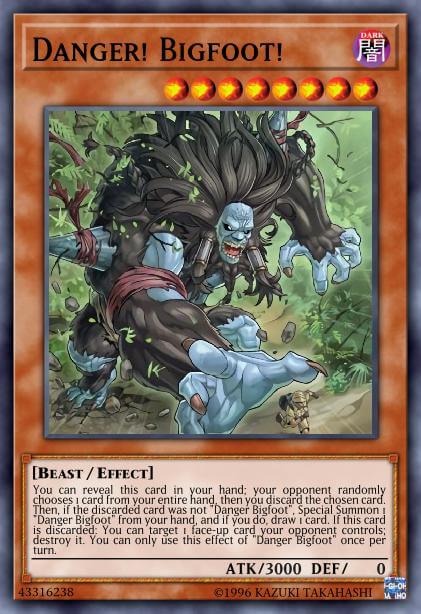 DANGER! BIGFOOT!
DARK
闇
[BEAST / EFFECT]
You can reveal this card in your hand; your opponent randomly
chooses 1 card from your entire hand, then you discard the chosen card.
Then, if the discarded card was not "Danger Bigfoot", Special Summon 1
"Danger Bigfoot" from your hand, and if you do, draw 1 card. If this card
is discarded: You can target 1 face-up card your opponent controls;
destroy it. You can only use this effect of "Danger Bigfoot" once per
turn.
ATK/3000 DEF/ 0
43316238
©1996 KAZUKI TAKAHASHI